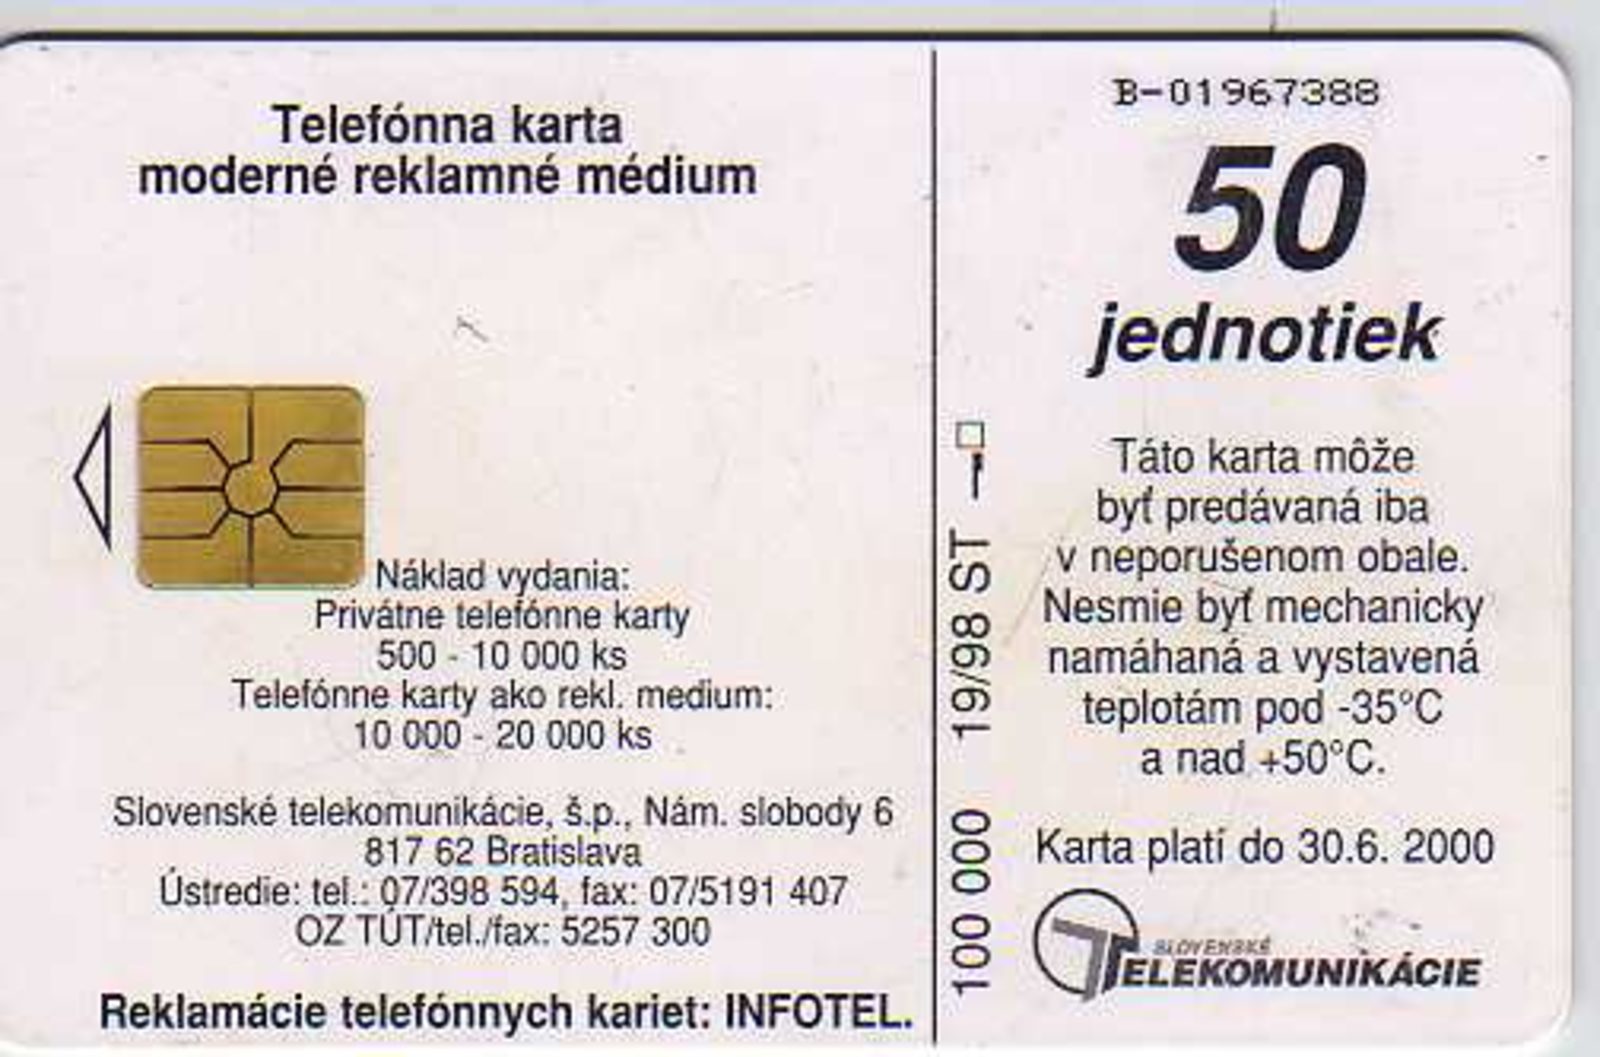 Telefónna karta
moderné reklamné médium
Náklad vydania:
Privátne telefónne karty
500 - 10 000 ks
Telefónne karty ako rekl. medium:
10 000 - 20 000 ks
Slovenské telekomunikácie, š.p., Nám. slobody 6
817 62 Bratislava
Ústredie: tel.: 07/398 594, fax: 07/5191 407
OZ TÚT/tel./fax: 5257 300
Reklamácie telefónnych kariet: INFOTEL.
100 000 19/98 ST
B-01967388
50
jednotiek
Táto karta môže
byť predávaná iba
v neporušenom obale.
Nesmie byť mechanicky
namáhaná a vystavená
teplotám pod -35°C
a nad +50°C.
Karta platí do 30.6. 2000
SLOVENSKÉ
TELEKOMUNIKÁCIE